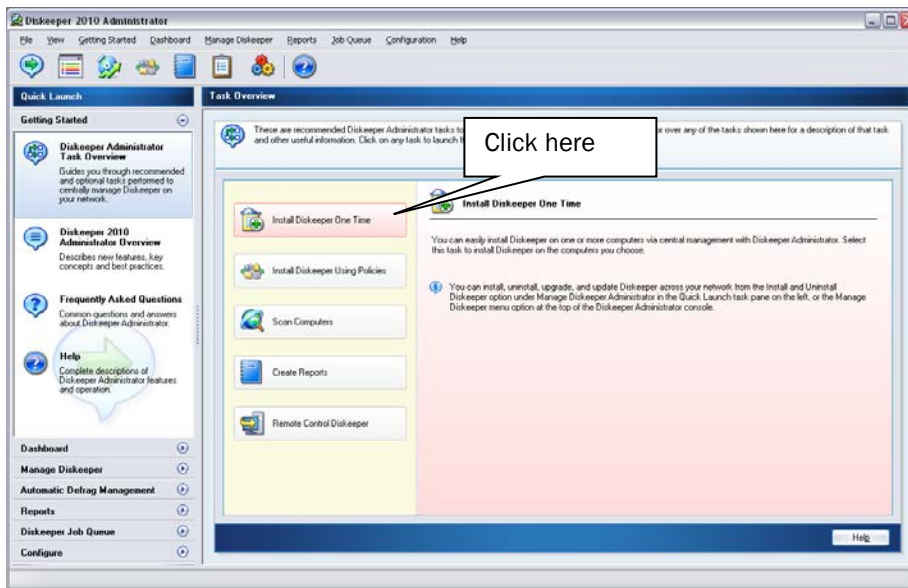 Diskeeper 2010 Administrator
File View Getting Started Dashboard Manage Diskeeper Reports Job Queue Configuration Help
Quick Launch
Getting Started
Diskeeper Administrator
Task Overview
Guides you through recommended
and optional tasks performed to
centrally manage Diskeeper on
your network.
Diskeeper 2010
Administrator Overview
Describes new features, key
concepts and best practices.
Frequently Asked Questions
Common questions and answers
about Diskeeper Administrator.
Help
Complete descriptions of
Diskeeper Administrator features
and operation.
Dashboard
Manage Diskeeper
Automatic Defrag Management
Reports
Diskeeper Job Queue
Configure
Task Overview
These are recommended Diskeeper Administrator tasks to over any of the tasks shown here for a description of that task
and other useful information. Click on any task to launch
Click here
Install Diskeeper One Time
Install Diskeeper Using Policies
Scan Computers
Create Reports
Remote Control Diskeeper
Install Diskeeper One Time
You can easily install Diskeeper on one or more computers via central management with Diskeeper Administrator. Select
this task to install Diskeeper on the computers you choose.
You can install, uninstall, upgrade, and update Diskeeper across your network from the Install and Uninstall
Diskeeper option under Manage Diskeeper Administrator in the Quick Launch task pane on the left, or the Manage
Diskeeper menu option at the top of the Diskeeper Administrator console.
Help